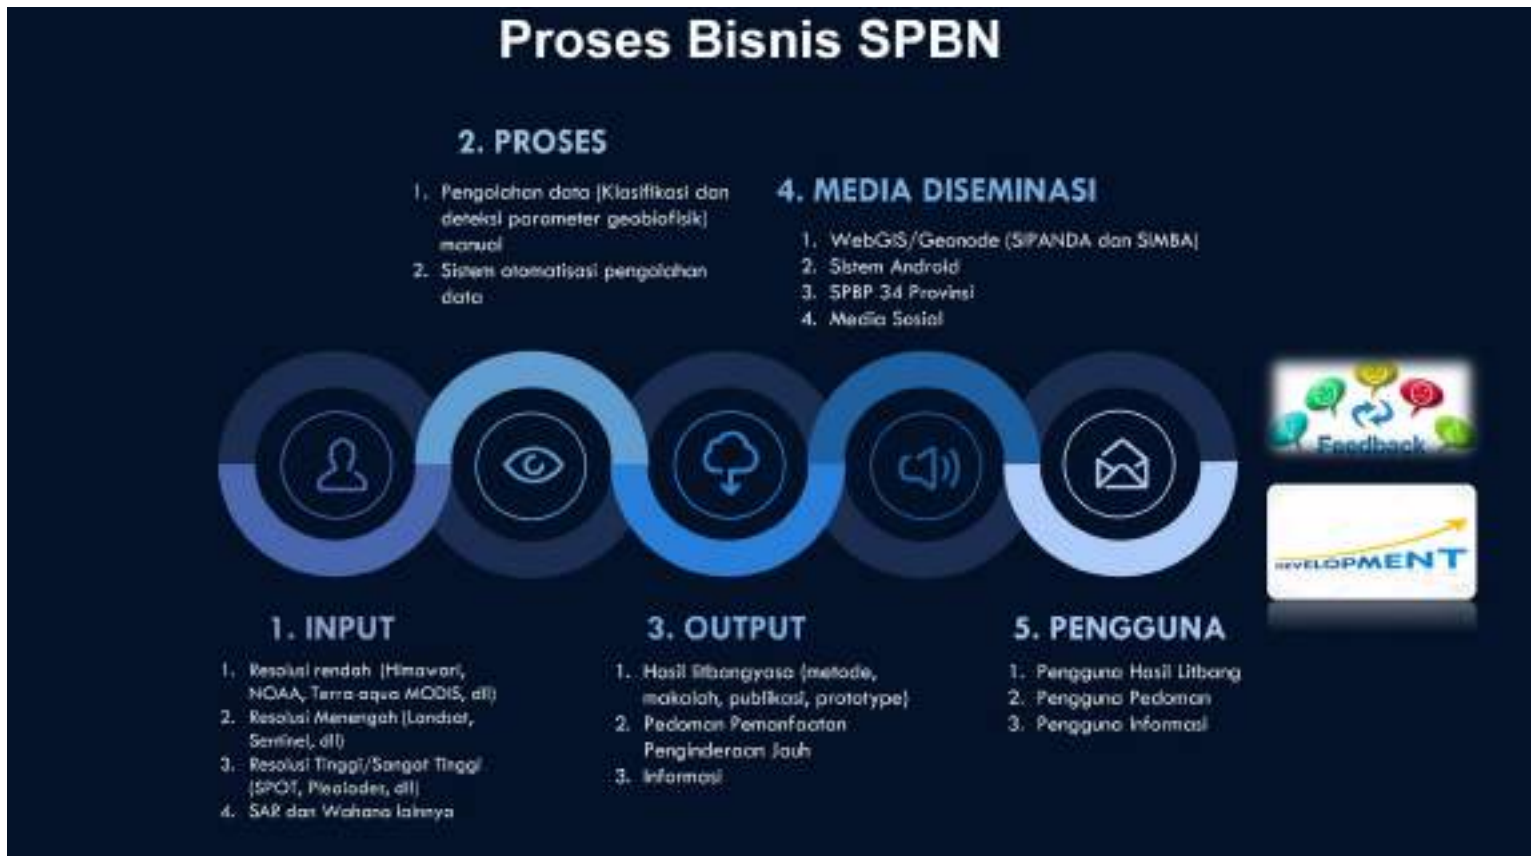 Proses Bisnis SPBN
2. PROSES
1. Pengolahan data (Klasifikasi dan
deteksi parameter geobiofisik)
manual
2. Sistem otomatisasi pengolahan
data
4. MEDIA DISEMINASI
1. WebGIS/Geonode (SIPANDA dan SIMBA)
2. Sistem Android
3. SPBP 34 Provinsi
4. Media Sosial
Feedback
DEVELOPMENT
1. INPUT
1. Resolusi rendah (Himawari,
NOAA, Terra aqua MODIS, dll)
2. Resolusi Menengah (Landsat,
Sentinel, dll)
3. Resolusi Tinggi/Sangat Tinggi
(SPOT, Pleaiades, dll)
4. SAR dan Wahana lainnya
3. OUTPUT
1. Hasil litbangyasa (metode,
makalah, publikasi, prototype)
2. Pedoman Pemanfaatan
Penginderaan Jauh
3. Informasi
5. PENGGUNA
1. Pengguna Hasil Litbang
2. Pengguna Pedoman
3. Pengguna Informasi